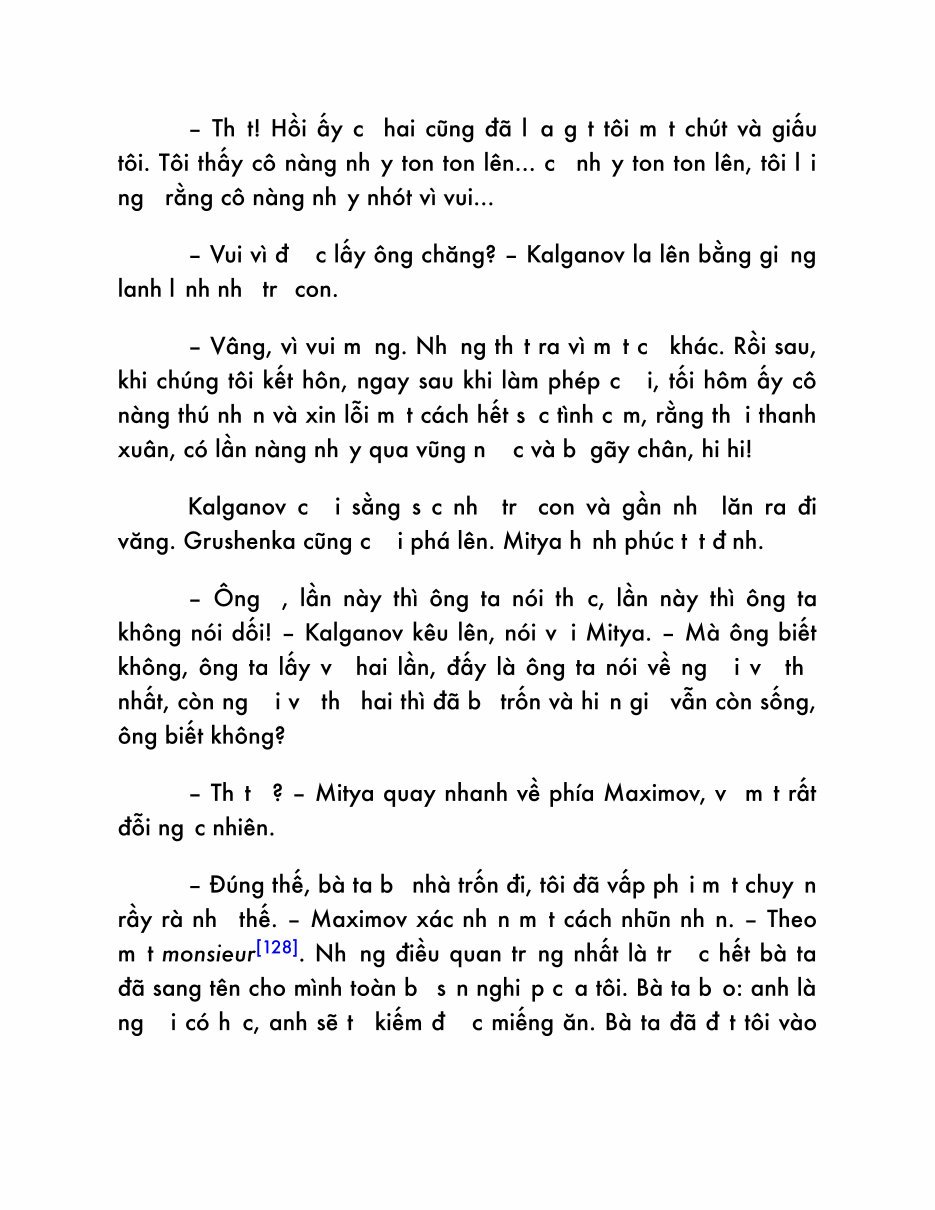 – Th t! Hồi ấy c hai cũng đã l a g t tôi m t chút và giấu
tôi. Tôi thấy cô nàng nh y ton ton lên... c nh y ton ton lên, tôi l i
ng rằng cô nàng nh y nhót vì vui...
– Vui vì đ c lấy ông chăng? – Kalganov la lên bằng gi ng
lanh l nh nh tr con.
– Vâng, vì vui m ng. Nh ng th t ra vì m t c khác. Rồi sau,
khi chúng tôi kết hôn, ngay sau khi làm phép c i, tối hôm ấy cô
nàng thú nh n và xin lỗi m t cách hết s c tình c m, rằng th i thanh
xuân, có lần nàng nh y qua vũng n c và b gãy chân, hi hi!
Kalganov c i sằng s c nh tr con và gần nh lăn ra đi
văng. Grushenka cũng c i phá lên. Mitya h nh phúc t t đ nh.
– Ông , lần này thì ông ta nói th c, lần này thì ông ta
không nói dối! – Kalganov kêu lên, nói v i Mitya. – Mà ông biết
không, ông ta lấy v hai lần, đấy là ông ta nói về ng i v th
nhất, còn ng i v th hai thì đã b trốn và hi n gi vẫn còn sống,
ông biết không?
– Th t ? – Mitya quay nhanh về phía Maximov, v m t rất
đỗi ng c nhiên.
– Đúng thế, bà ta b nhà trốn đi, tôi đã vấp ph i m t chuy n
rầy rà nh thế. – Maximov xác nh n m t cách nhũn nh n. – Theo
m t monsieur[128]. Nh ng điều quan tr ng nhất là tr c hết bà ta
đã sang tên cho mình toàn b s n nghi p c a tôi. Bà ta b o: anh là
ng i có h c, anh sẽ t kiếm đ c miếng ăn. Bà ta đã đ t tôi vào